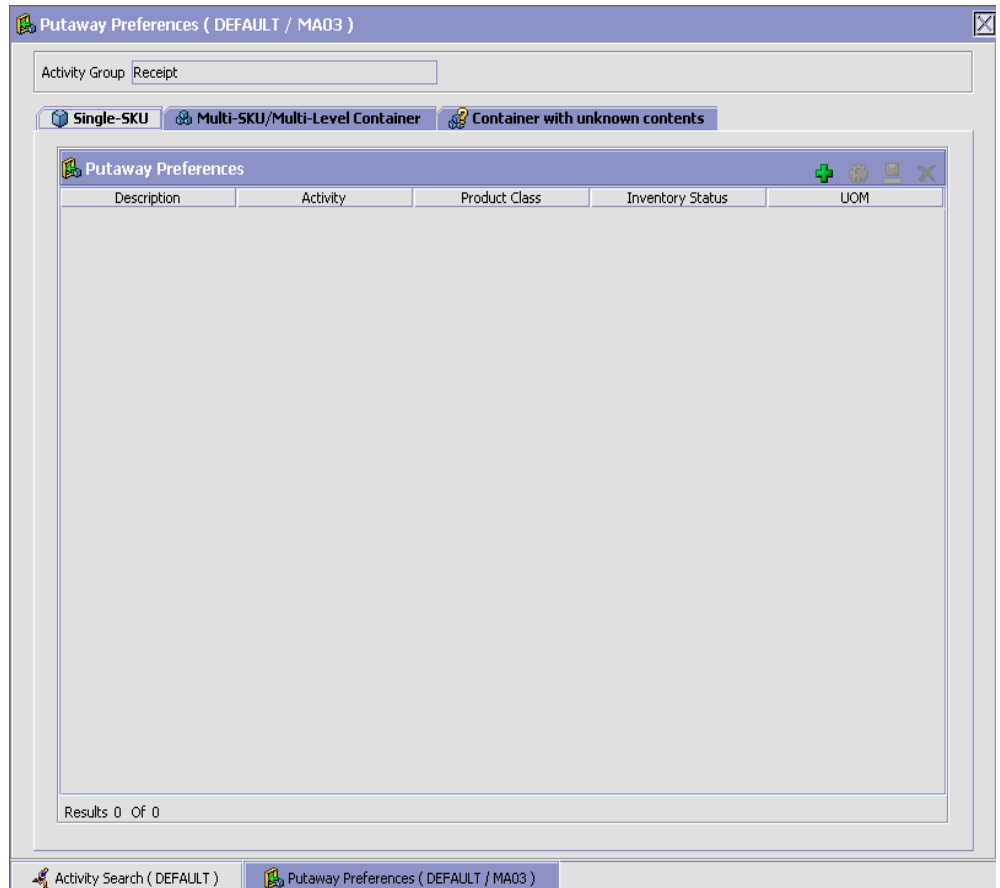 Putaway Preferences ( DEFAULT / MA03 )
Activity Group Receipt
Single-SKU Multi-SKU/Multi-Level Container Container with unknown contents
Putaway Preferences
Description Activity Product Class Inventory Status UOM
Results 0 Of 0
Activity Search ( DEFAULT ) Putaway Preferences ( DEFAULT / MA03 )